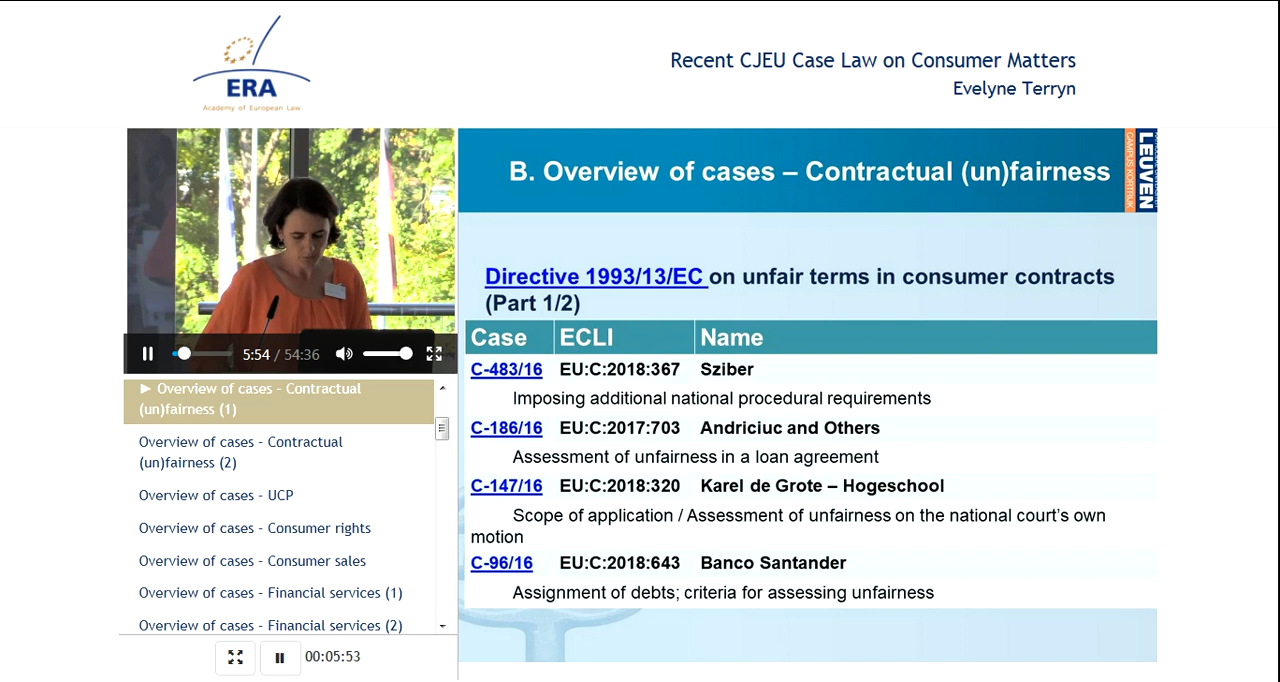 ERA
Academy of European Law
Recent CJEU Case Law on Consumer Matters
Evelyne Terryn
5:54 / 54:36
► Overview of cases - Contractual
(un)fairness (1)
Overview of cases - Contractual
(un)fairness (2)
Overview of cases - UCP
Overview of cases - Consumer rights
Overview of cases - Consumer sales
Overview of cases - Financial services (1)
Overview of cases - Financial services (2)
00:05:53
B. Overview of cases – Contractual (un)fairness
LEUVEN
CAMPUS KORTRIJK
Directive 1993/13/EC on unfair terms in consumer contracts
(Part 1/2)
Case ECLI Name
C-483/16 EU:C:2018:367 Sziber
Imposing additional national procedural requirements
C-186/16 EU:C:2017:703 Andriciuc and Others
Assessment of unfairness in a loan agreement
C-147/16 EU:C:2018:320 Karel de Grote – Hogeschool
Scope of application / Assessment of unfairness on the national court's own
motion
C-96/16 EU:C:2018:643 Banco Santander
Assignment of debts; criteria for assessing unfairness